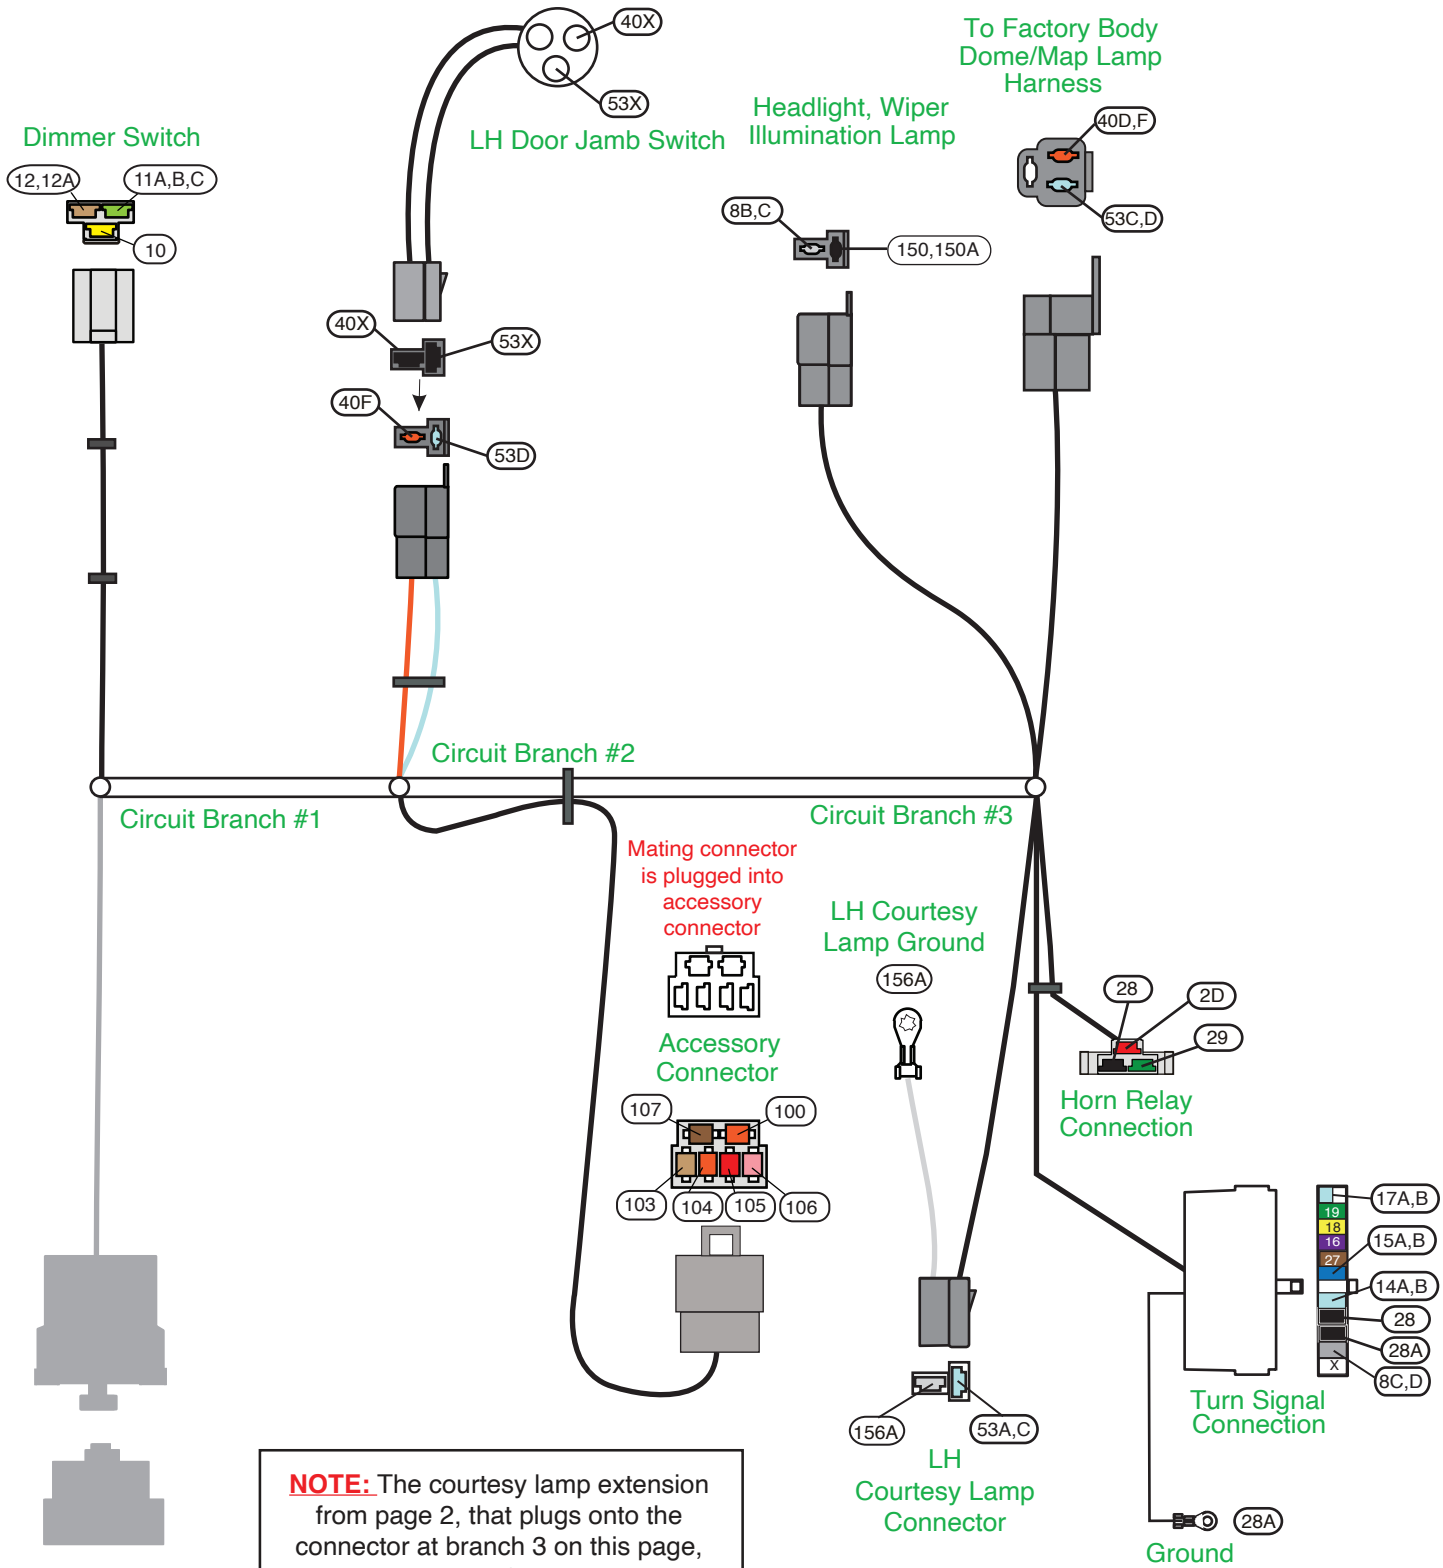 40X
53X
LH Door Jamb Switch
To Factory Body
Dome/Map Lamp
Harness
40D,F
53C,D
Headlight, Wiper
Illumination Lamp
8B,C
150,150A
Dimmer Switch
12,12A
11A,B,C
10
40X
53X
40F
53D
Circuit Branch #2
Circuit Branch #1
Circuit Branch #3
Mating connector
is plugged into
accessory
connector
Accessory
Connector
107
100
103
104
105
106
LH Courtesy
Lamp Ground
156A
28
2D
29
Horn Relay
Connection
17A,B
19
18
16
15A,B
27
14A,B
28
28A
X
8C,D
Turn Signal
Connection
156A
53A,C
LH
Courtesy Lamp
Connector
28A
Ground
NOTE: The courtesy lamp extension
from page 2, that plugs onto the
connector at branch 3 on this page,